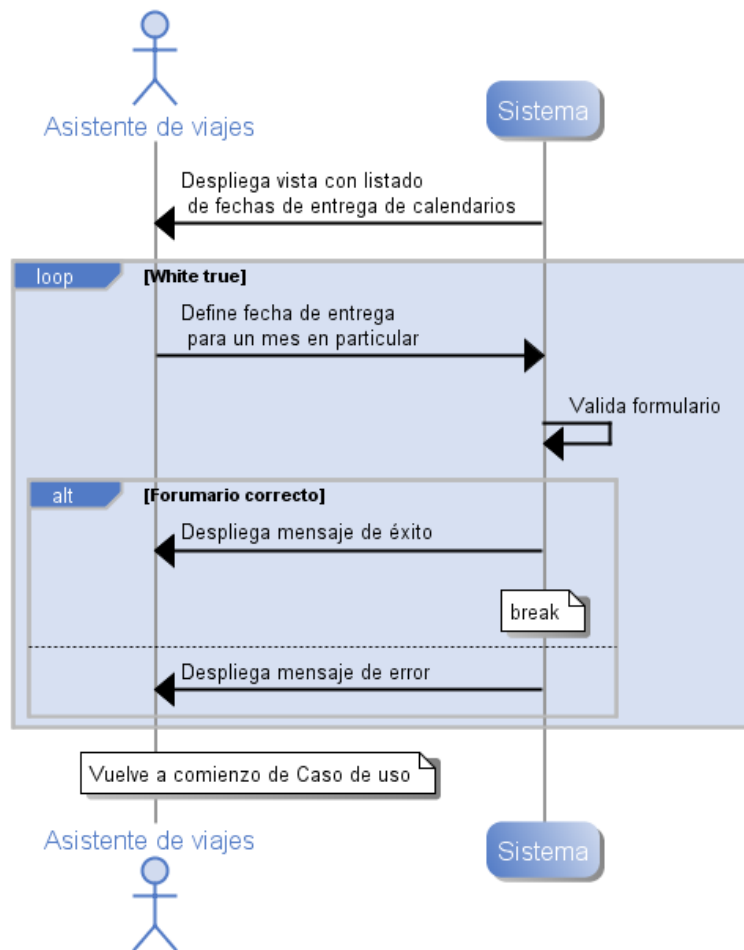 Asistente de viajes
Sistema
Despliega vista con listado
de fechas de entrega de calendarios
loop
[White true]
Define fecha de entrega
para un mes en particular
Valida formulario
alt
[Forumario correcto]
Despliega mensaje de éxito
break
Despliega mensaje de error
Vuelve a comienzo de Caso de uso
Asistente de viajes
Sistema